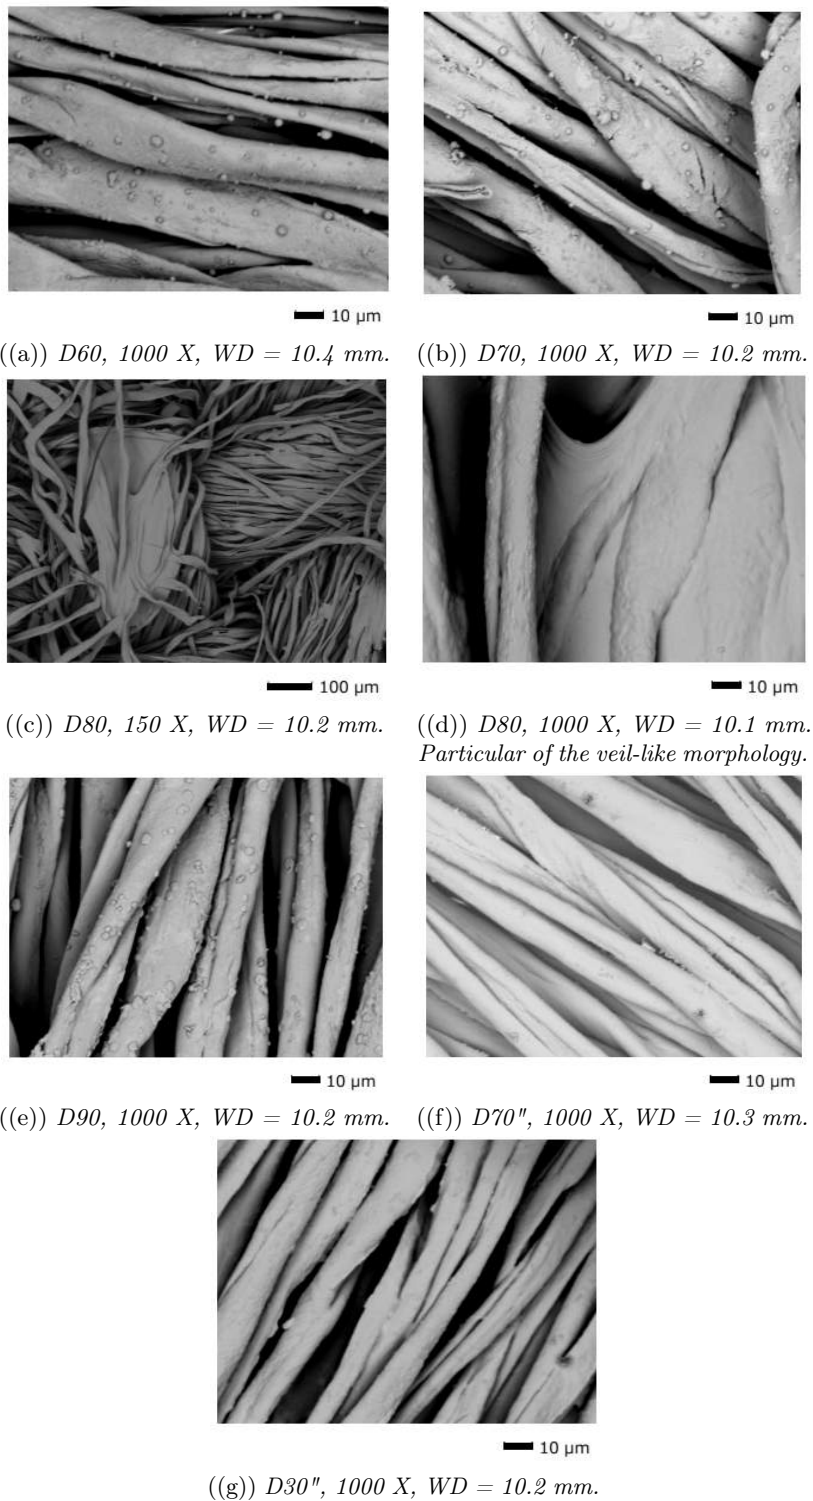 10 μm
10 μm
((a)) D60, 1000 X, WD = 10.4 mm.
((b)) D70, 1000 X, WD = 10.2 mm.
100 μm
10 μm
((c)) D80, 150 X, WD = 10.2 mm.
((d)) D80, 1000 X, WD = 10.1 mm.
Particular of the veil-like morphology.
10 μm
10 μm
((e)) D90, 1000 X, WD = 10.2 mm.
((f)) D70", 1000 X, WD = 10.3 mm.
10 μm
((g)) D30", 1000 X, WD = 10.2 mm.